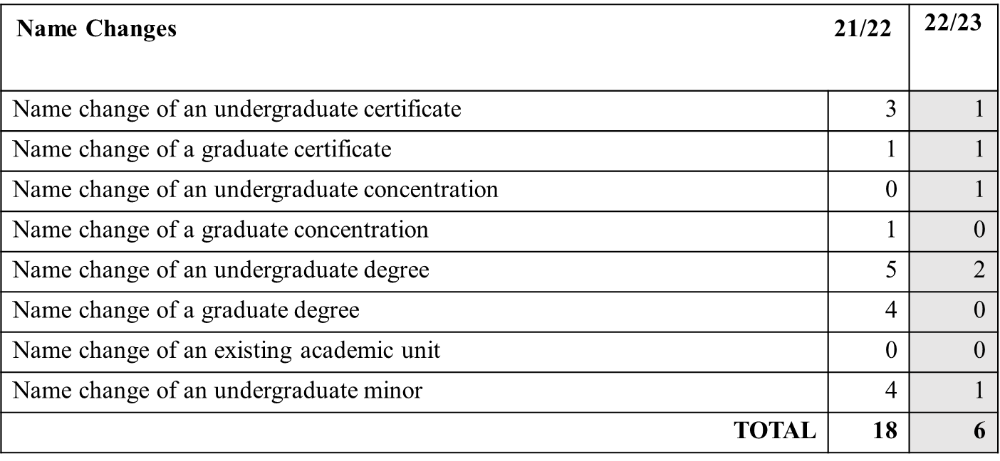 Name Changes 21/22 22/23
Name change of an undergraduate certificate 3 1
Name change of a graduate certificate 1 1
Name change of an undergraduate concentration 0 1
Name change of a graduate concentration 1 0
Name change of an undergraduate degree 5 2
Name change of a graduate degree 4 0
Name change of an existing academic unit 0 0
Name change of an undergraduate minor 4 1
TOTAL 18 6